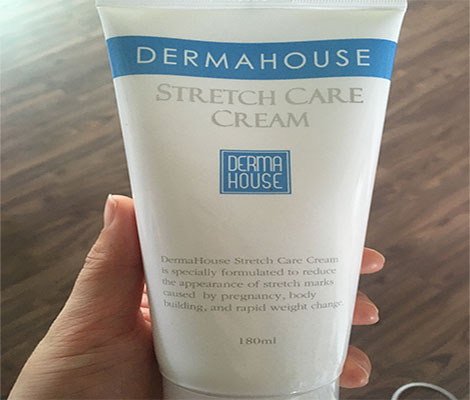 DERMAHOUSE
STRETCH CARE
CREAM
DERMA
HOUSE
DermaHouse Stretch Care Cream
is specially formulated to reduce
the appearance of stretch marks
caused by pregnancy, body
building, and rapid weight change.
180ml